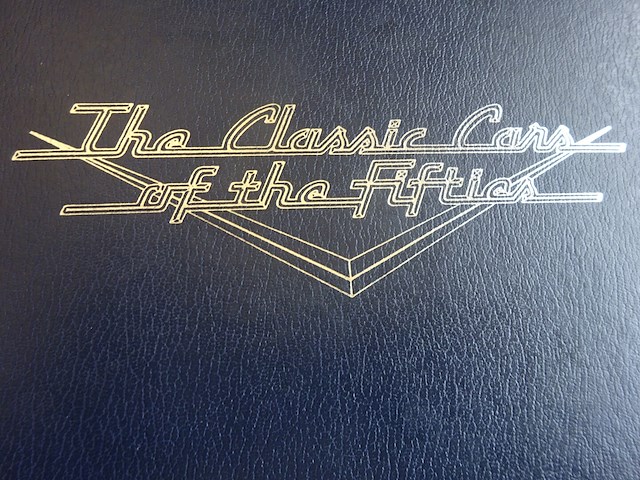 The Classic Cars
of the Fifties